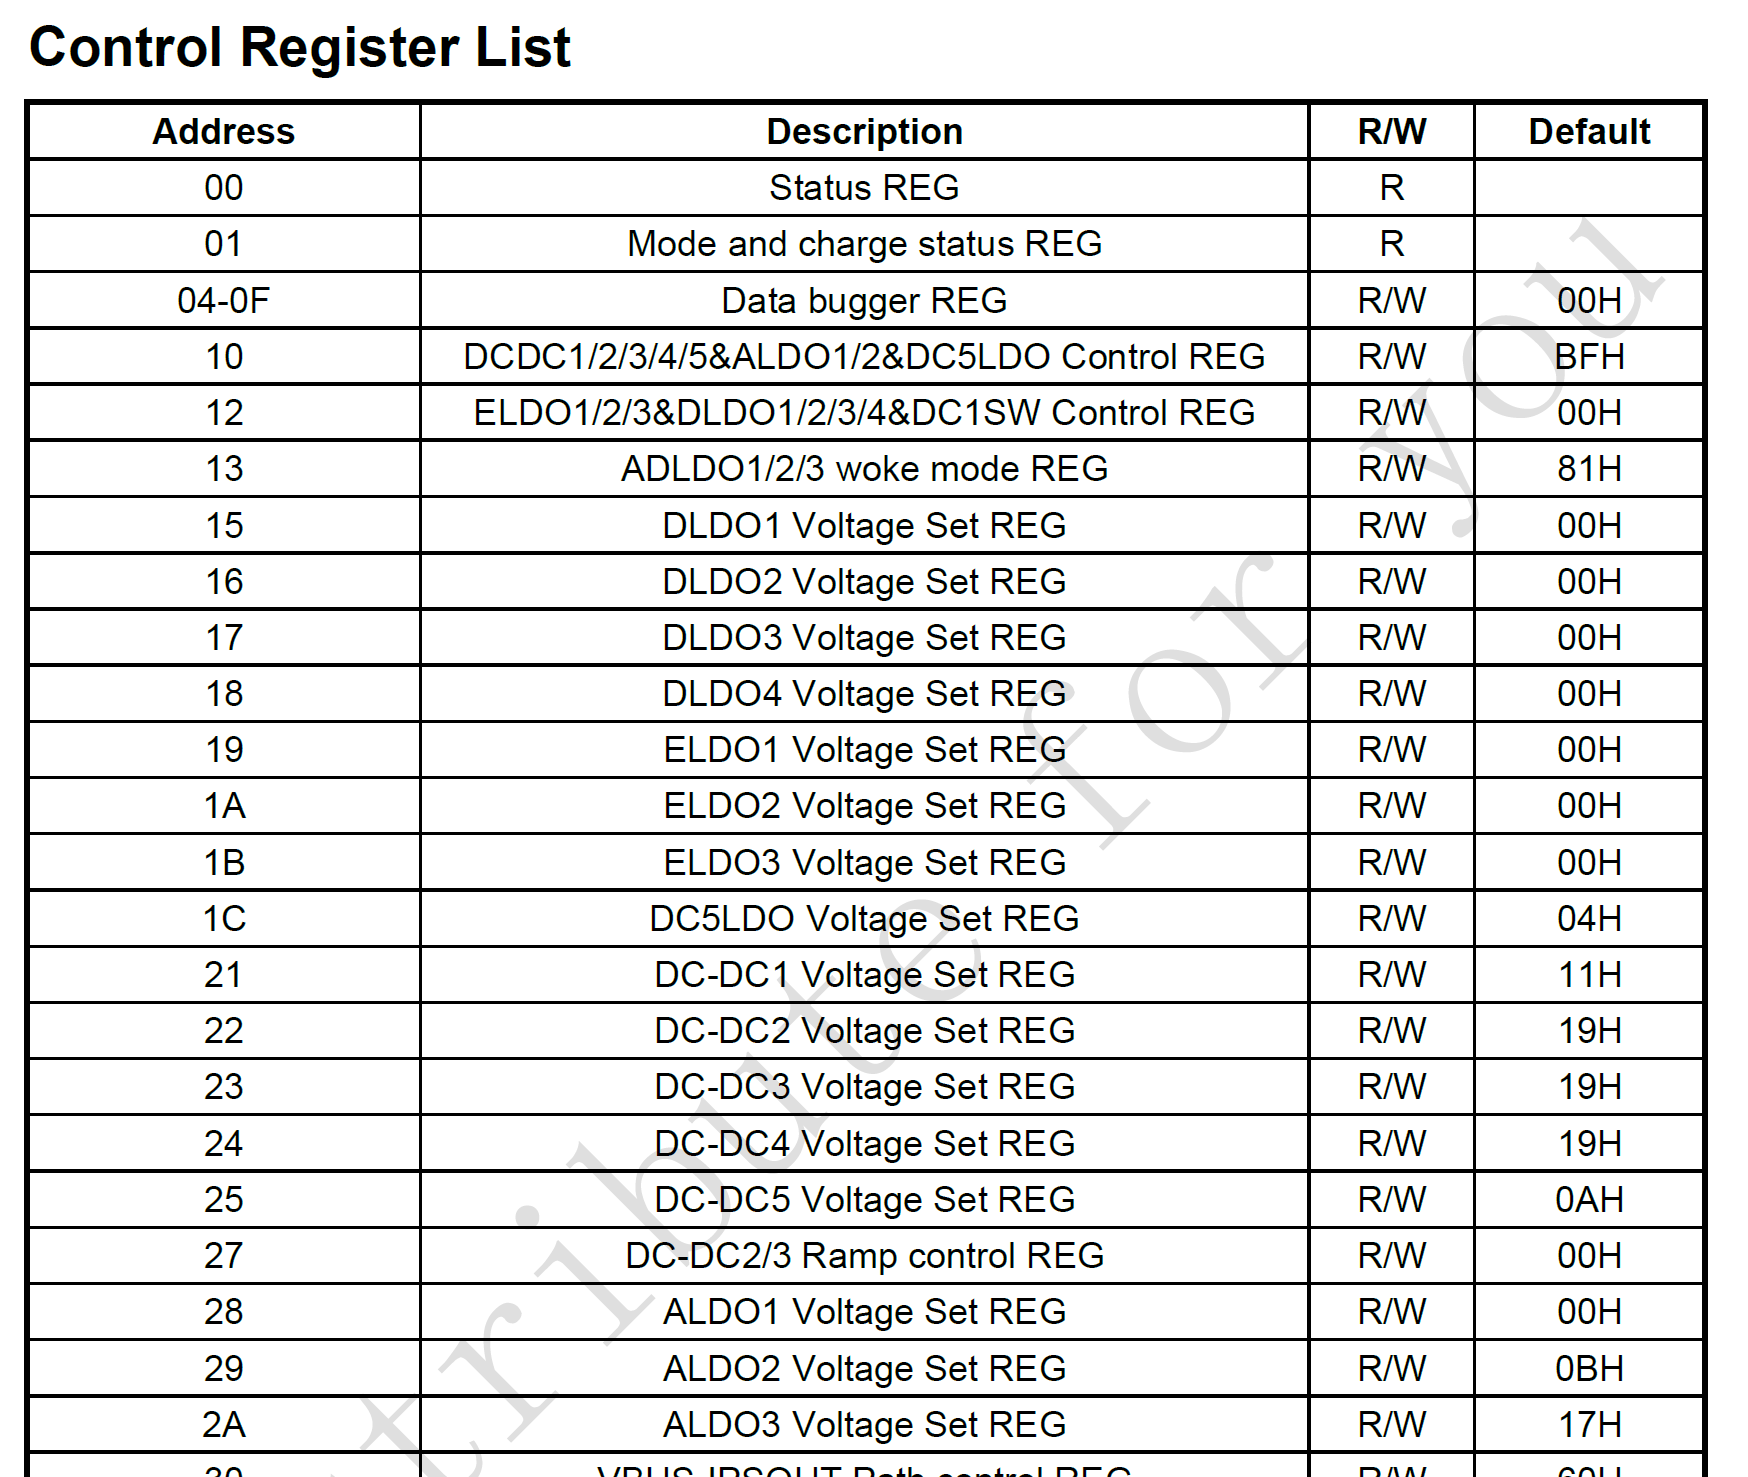 Control Register List
Address Description R/W Default
00 Status REG R
01 Mode and charge status REG R
04-0F Data bugger REG R/W 00H
10 DCDC1/2/3/4/5&ALDO1/2&DC5LDO Control REG R/W BFH
12 ELDO1/2/3&DLDO1/2/3/4&DC1SW Control REG R/W 00H
13 ADLDO1/2/3 woke mode REG R/W 81H
15 DLDO1 Voltage Set REG R/W 00H
16 DLDO2 Voltage Set REG R/W 00H
17 DLDO3 Voltage Set REG R/W 00H
18 DLDO4 Voltage Set REG R/W 00H
19 ELDO1 Voltage Set REG R/W 00H
1A ELDO2 Voltage Set REG R/W 00H
1B ELDO3 Voltage Set REG R/W 00H
1C DC5LDO Voltage Set REG R/W 04H
21 DC-DC1 Voltage Set REG R/W 11H
22 DC-DC2 Voltage Set REG R/W 19H
23 DC-DC3 Voltage Set REG R/W 19H
24 DC-DC4 Voltage Set REG R/W 19H
25 DC-DC5 Voltage Set REG R/W 0AH
27 DC-DC2/3 Ramp control REG R/W 00H
28 ALDO1 Voltage Set REG R/W 00H
29 ALDO2 Voltage Set REG R/W 0BH
2A ALDO3 Voltage Set REG R/W 17H
30 Path control REG R/W 60H
tribute for you